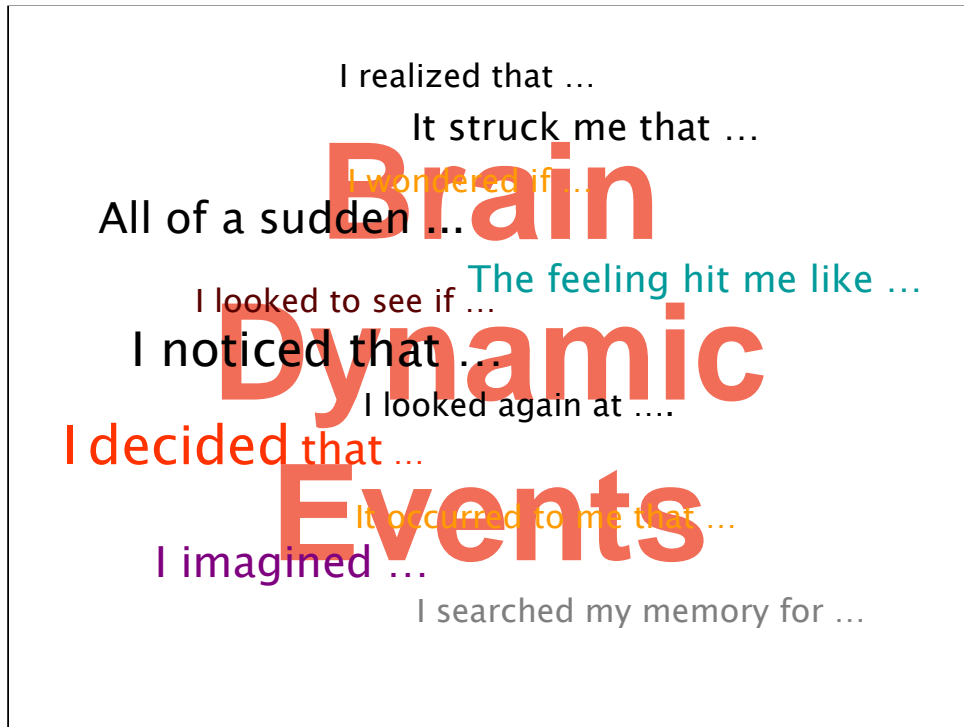 I realized that …
It struck me that …
Brain
I wondered if …
All of a sudden …
The feeling hit me like …
I looked to see if …
Dynamic
I noticed that …
I looked again at ….
I decided that …
Events
It occurred to me that …
I imagined …
I searched my memory for …